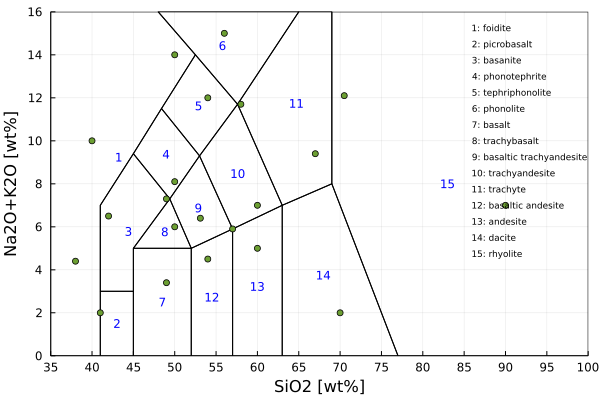 16
14
12
10
8
6
4
2
0
Na2O+K2O [wt%]
35
40
45
50
55
60
65
70
75
80
85
90
95
100
SiO2 [wt%]
1
2
3
4
5
6
7
8
9
10
11
12
13
14
15
1: foidite
2: picrobasalt
3: basanite
4: phonotephrite
5: tephriphonolite
6: phonolite
7: basalt
8: trachybasalt
9: basaltic trachyandesite
10: trachyandesite
11: trachyte
12: basaltic andesite
13: andesite
14: dacite
15: rhyolite